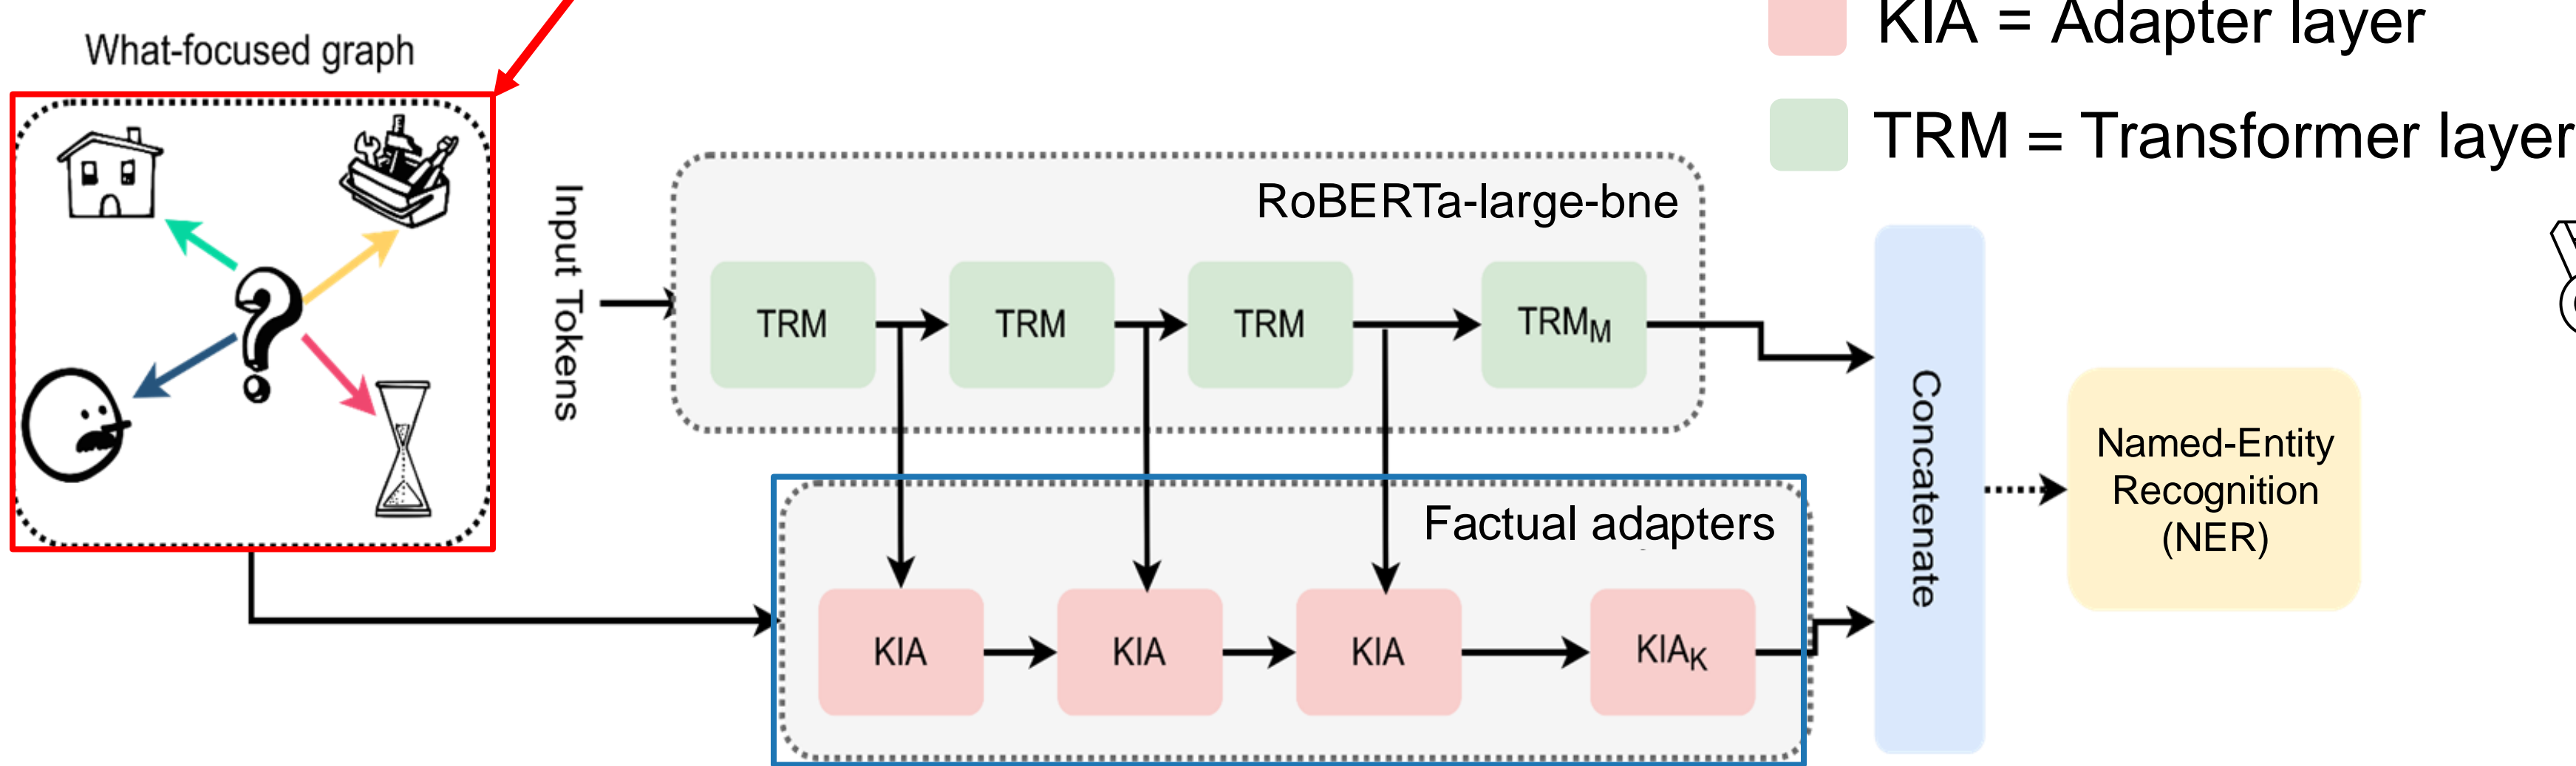 What-focused graph
KIA = Adapter layer
TRM = Transformer layer
Input Tokens
RoBERTa-large-bne
TRM
TRM
TRM
TRMM
Factual adapters
KIA
KIA
KIA
KIAK
Concatenate
Named-Entity
Recognition
(NER)